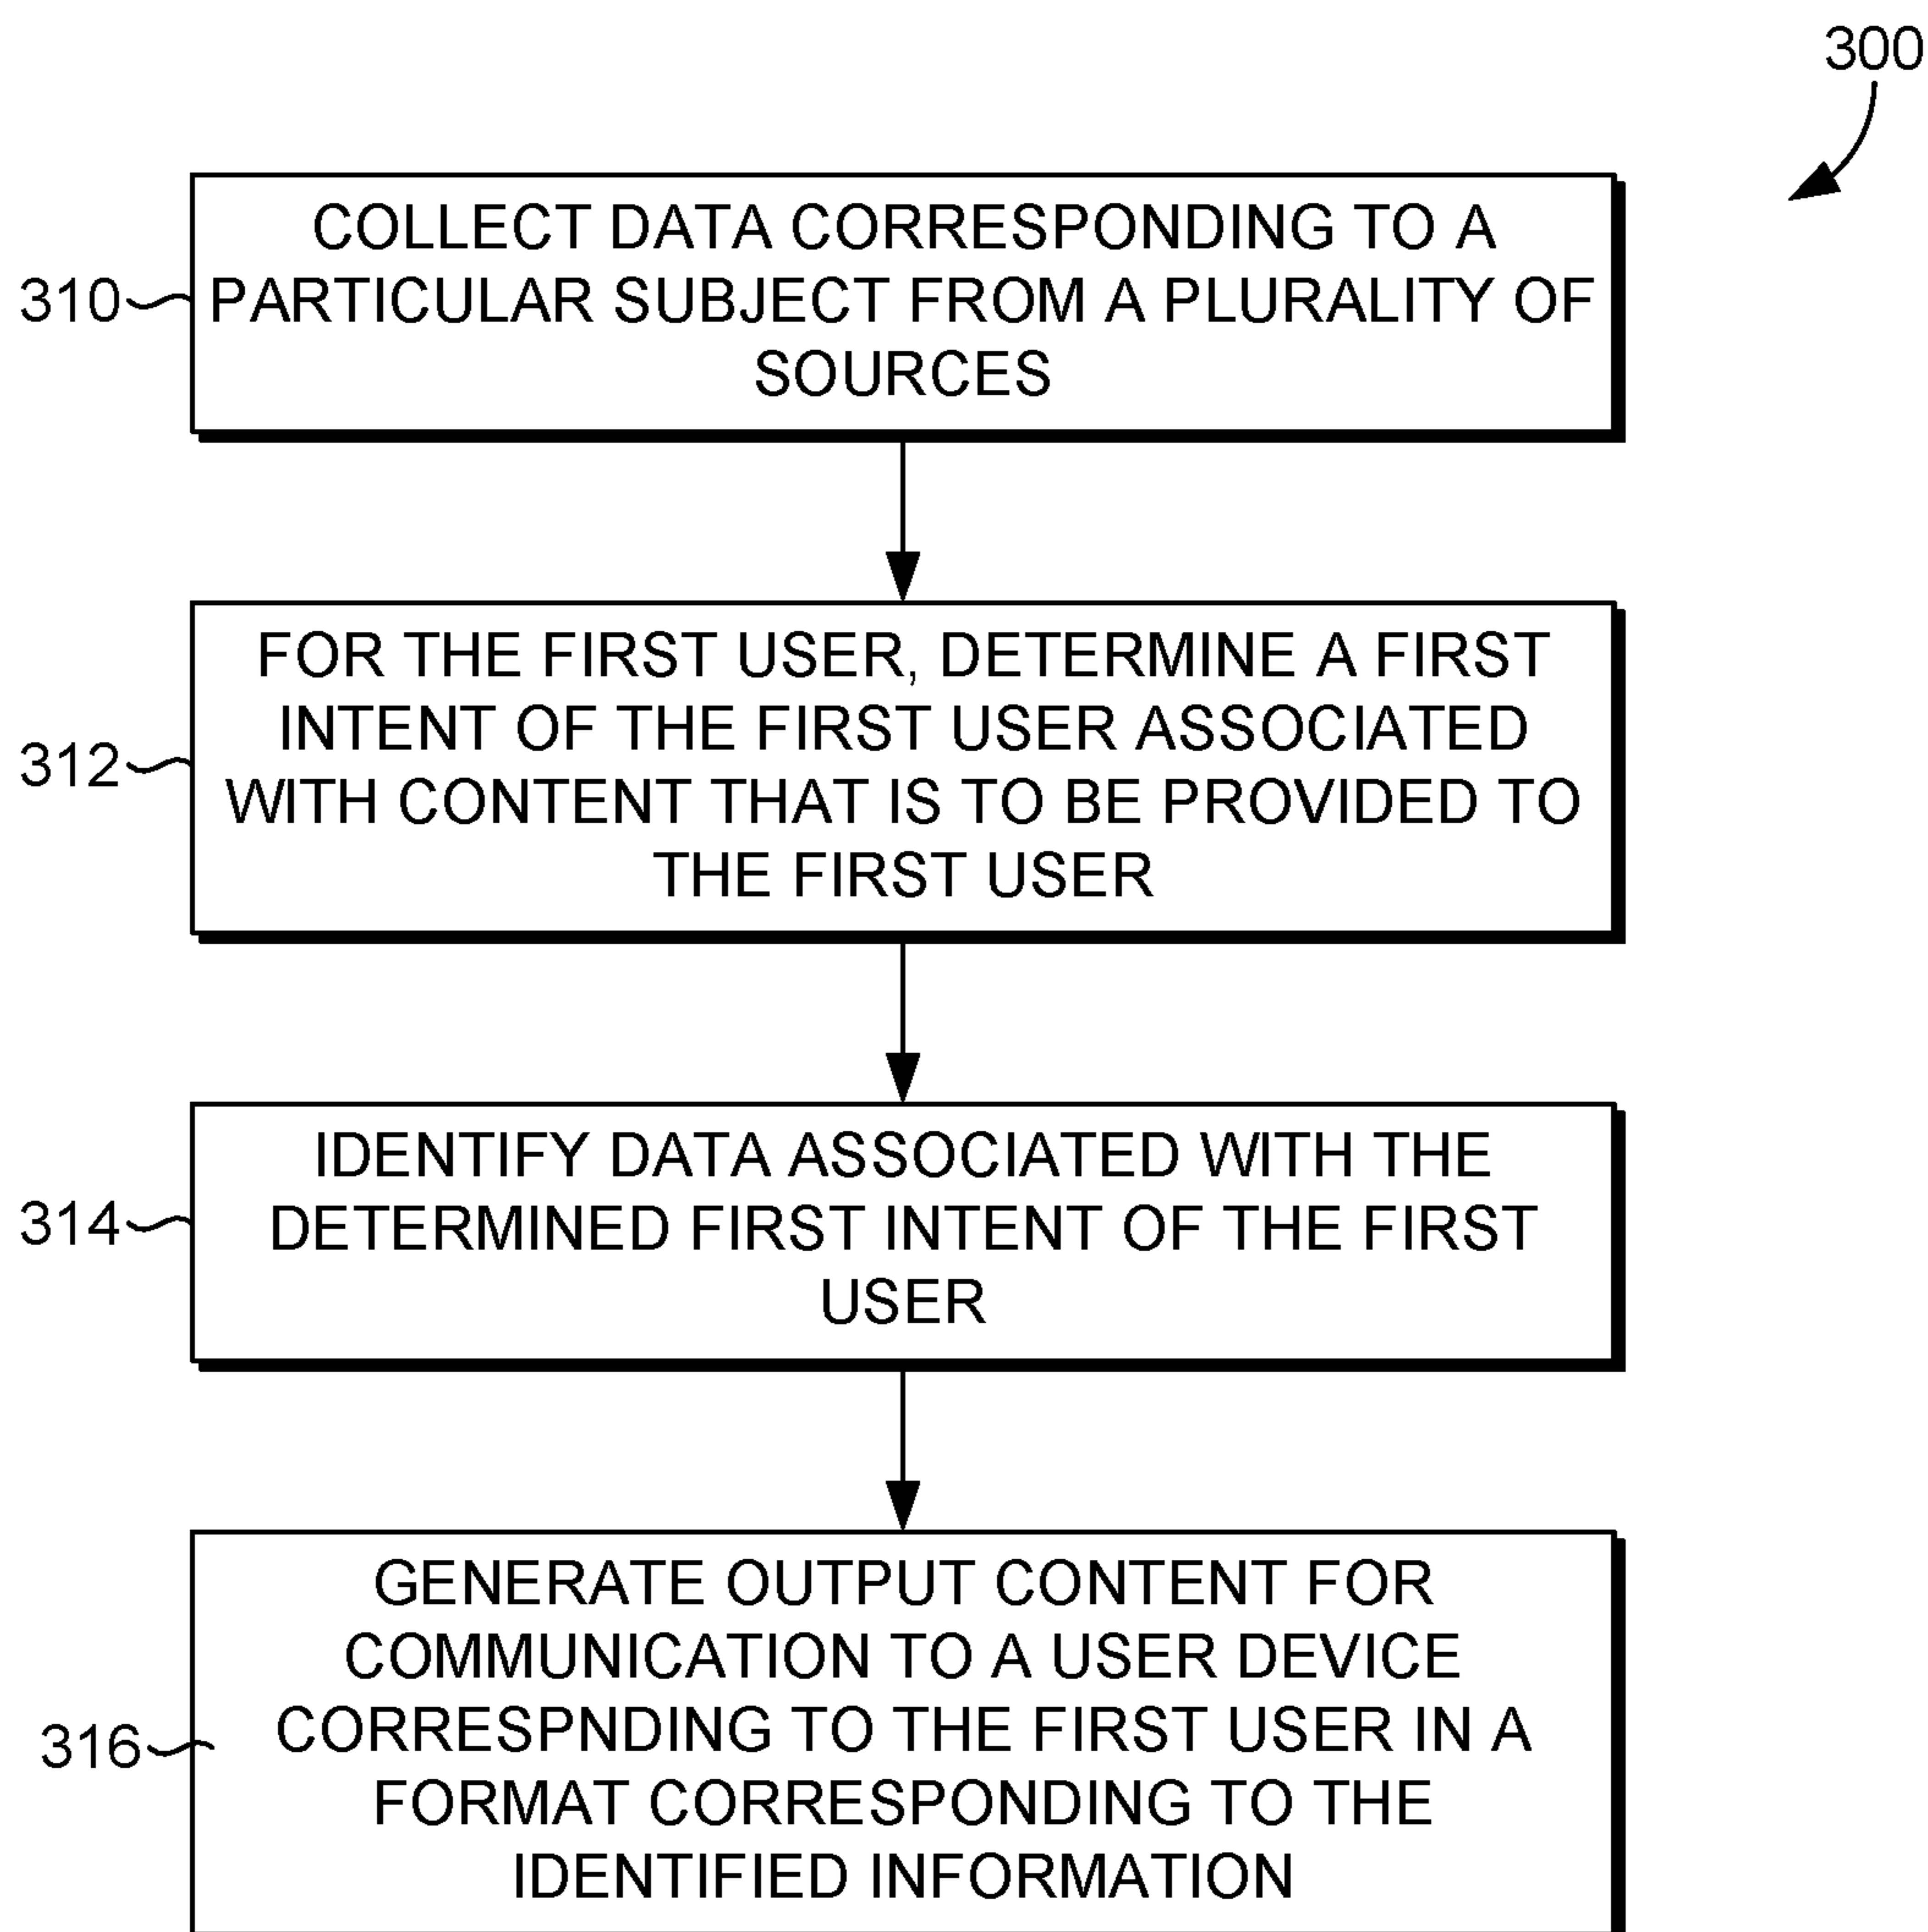 300
COLLECT DATA CORRESPONDING TO A
310 PARTICULAR SUBJECT FROM A PLURALITY OF
SOURCES
FOR THE FIRST USER, DETERMINE A FIRST
INTENT OF THE FIRST USER ASSOCIATED
312
WITH CONTENT THAT IS TO BE PROVIDED TO
THE FIRST USER
IDENTIFY DATA ASSOCIATED WITH THE
314 DETERMINED FIRST INTENT OF THE FIRST
USER
GENERATE OUTPUT CONTENT FOR
COMMUNICATION TO A USER DEVICE
316 CORRESPNDING TO THE FIRST USER IN A
FORMAT CORRESPONDING TO THE
IDENTIFIED INFORMATION